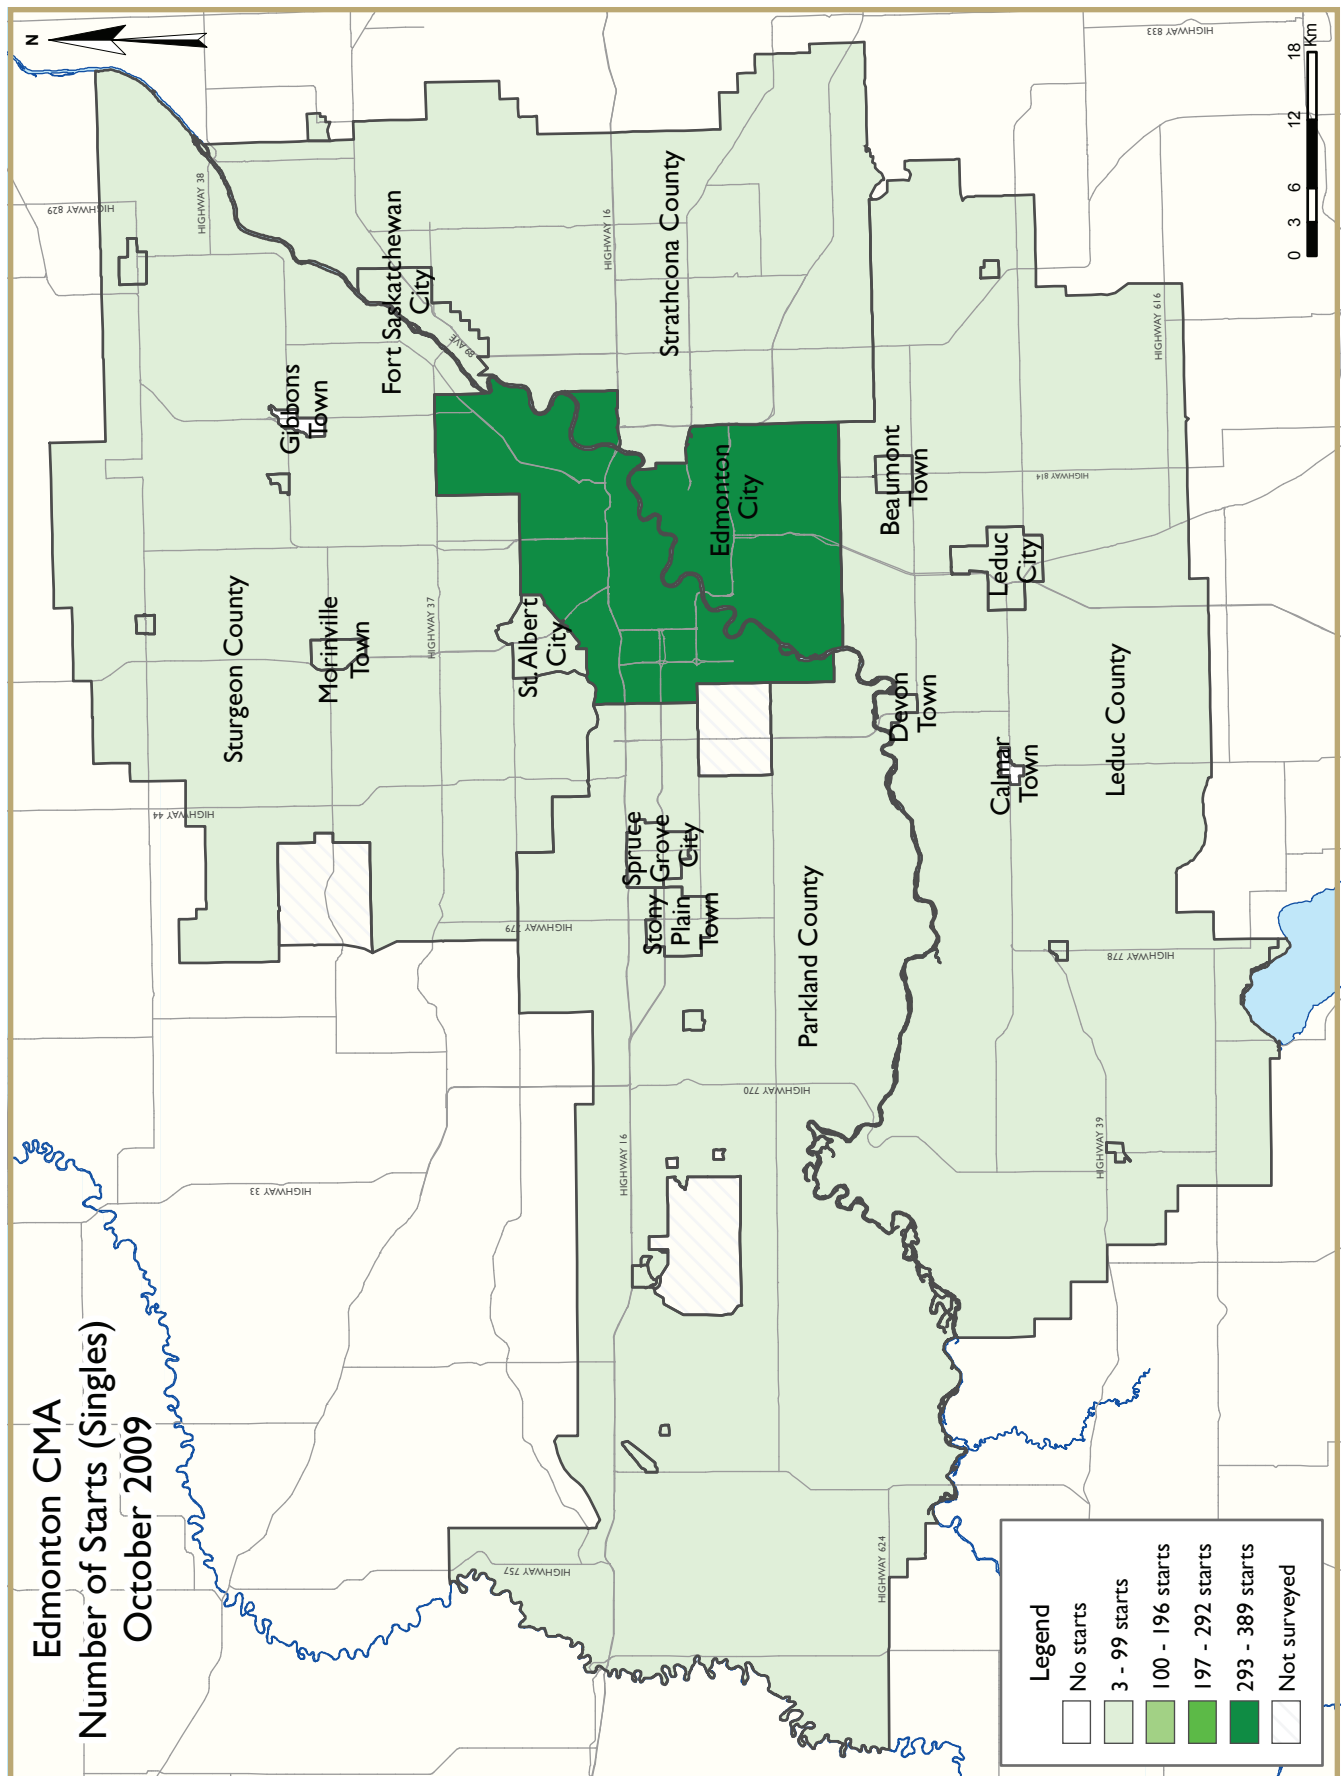 Edmonton CMA
Number of Starts (Singles)
October 2009
N
HIGHWAY 829
HIGHWAY 38
HIGHWAY 833
HIGHWAY 44
HIGHWAY 33
Sturgeon County
Gibbons
Town
Morinville
Town
Fort Saskatchewan
City
89 AVE
HIGHWAY 37
HIGHWAY 779
St. Albert
City
HIGHWAY 757
HIGHWAY 16
HIGHWAY 16
Strathcona County
Spruce
Grove
City
Stony
Plain
Town
Edmonton
City
HIGHWAY 770
Parkland County
HIGHWAY 624
Beaumont
Town
Devon
Town
Leduc
City
Calmar
Town
HIGHWAY 814
Leduc County
HIGHWAY 39
HIGHWAY 778
HIGHWAY 616
Legend
No starts
3 - 99 starts
100 - 196 starts
197 - 292 starts
293 - 389 starts
Not surveyed
0 3 6 12 18
Km